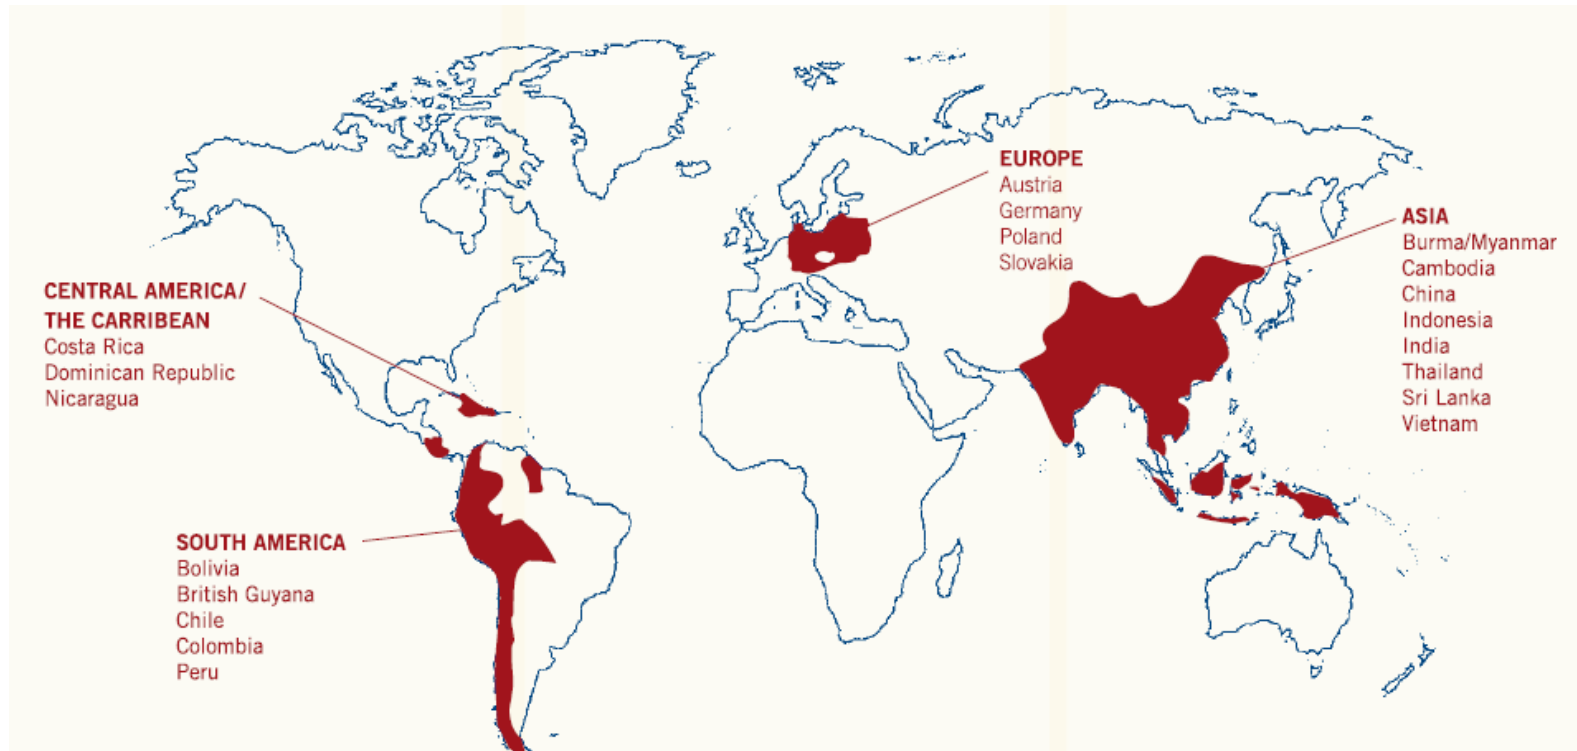 EUROPE
Austria
Germany
Poland
Slovakia
ASIA
Burma/Myanmar
Cambodia
China
Indonesia
India
Thailand
Sri Lanka
Vietnam
CENTRAL AMERICA/
THE CARRIBEAN
Costa Rica
Dominican Republic
Nicaragua
SOUTH AMERICA
Bolivia
British Guyana
Chile
Colombia
Peru